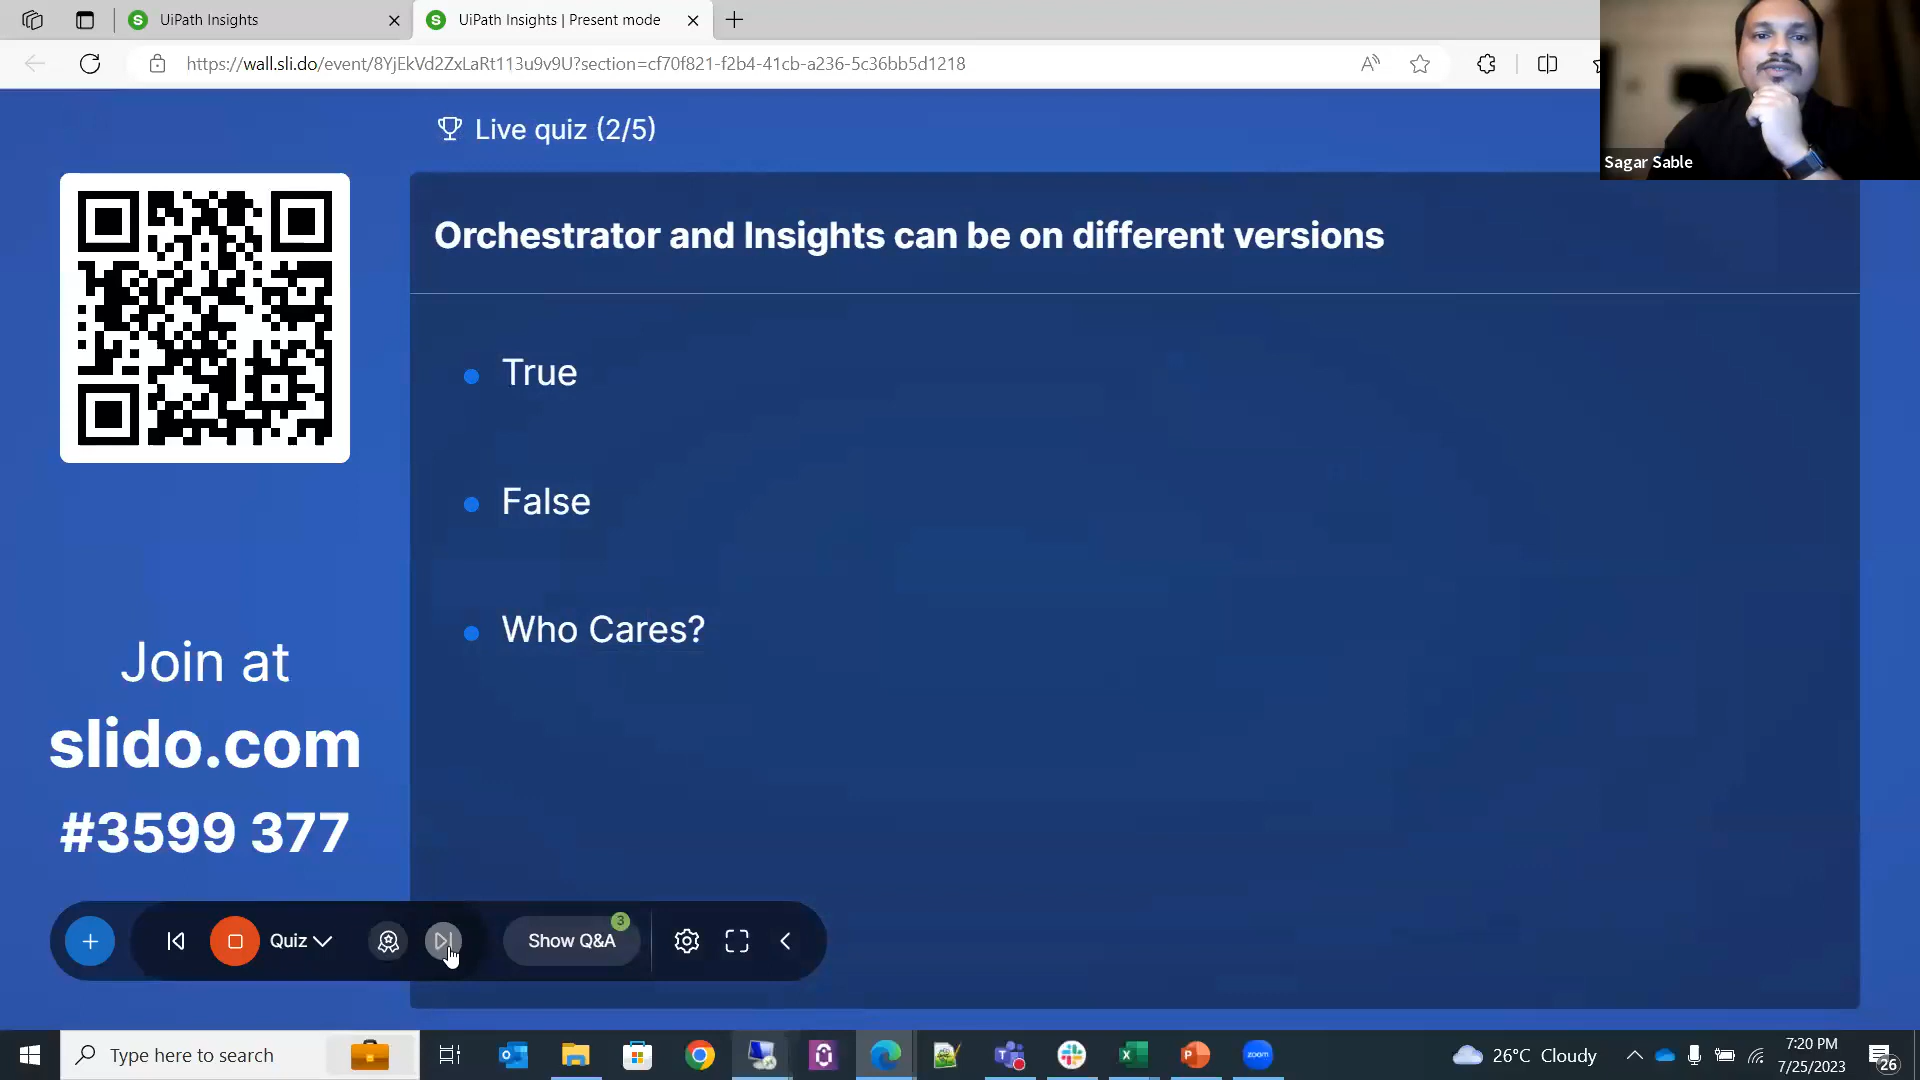 UiPath Insights
UiPath Insights | Present mode
https://wall.sli.do/event/8YjEkVd2ZxLaRt113u9v9U?section=cf70f821-f2b4-41cb-a236-5c36bb5d1218
Sagar Sable
Live quiz (2/5)
Orchestrator and Insights can be on different versions
True
False
Who Cares?
Join at
slido.com
#3599 377
Quiz
Show Q&A
3
Type here to search
zoom
26°C Cloudy
7:20 PM
7/25/2023
26